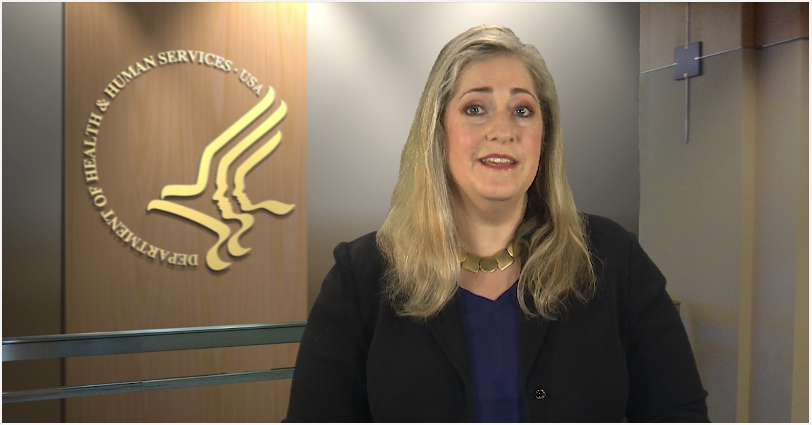 DEPARTMENT OF HEALTH & HUMAN SERVICES · USA